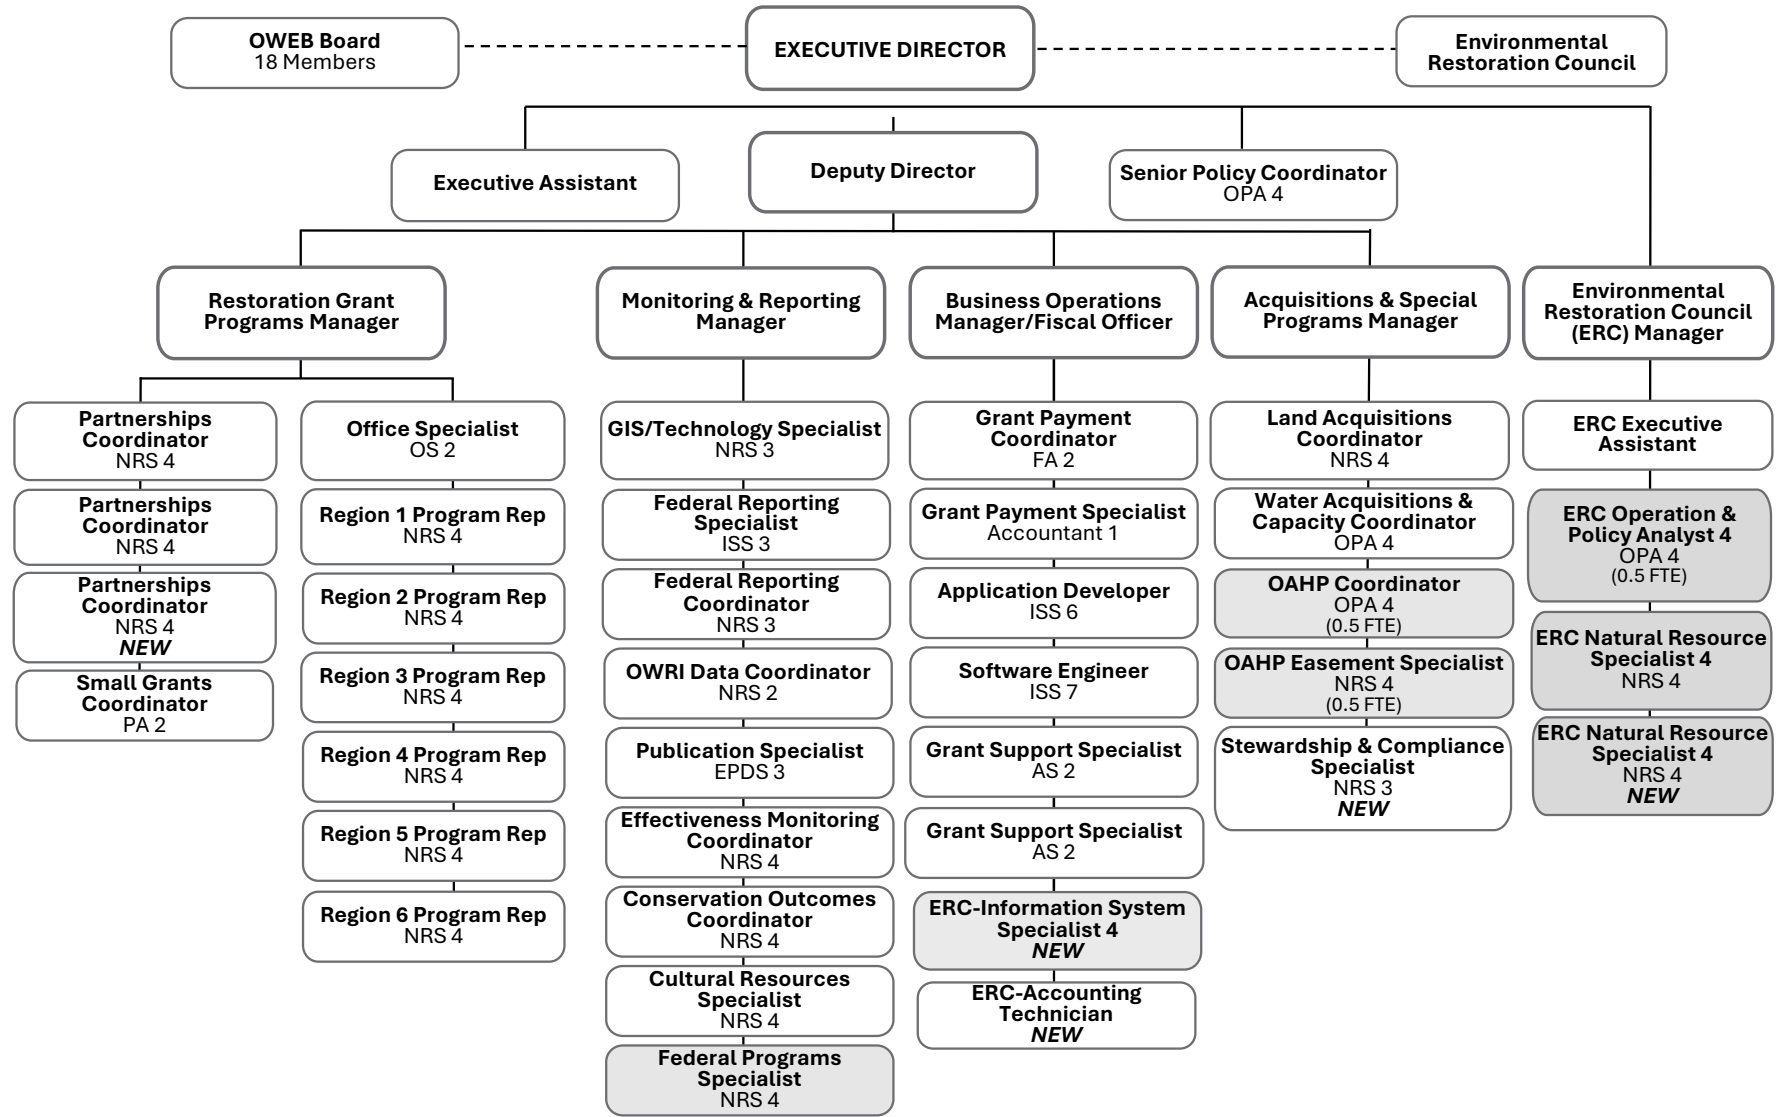 OWEB Board
18 Members
EXECUTIVE DIRECTOR
Environmental
Restoration Council
Executive Assistant
Deputy Director
Senior Policy Coordinator
OPA 4
Restoration Grant
Programs Manager
Monitoring & Reporting
Manager
Business Operations
Manager/Fiscal Officer
Acquisitions & Special
Programs Manager
Environmental
Restoration Council
(ERC) Manager
Partnerships
Coordinator
NRS 4
Partnerships
Coordinator
NRS 4
Partnerships
Coordinator
NRS 4
NEW
Small Grants
Coordinator
PA 2
Office Specialist
OS 2
Region 1 Program Rep
NRS 4
Region 2 Program Rep
NRS 4
Region 3 Program Rep
NRS 4
Region 4 Program Rep
NRS 4
Region 5 Program Rep
NRS 4
Region 6 Program Rep
NRS 4
GIS/Technology Specialist
NRS 3
Federal Reporting
Specialist
ISS 3
Federal Reporting
Coordinator
NRS 3
OWRI Data Coordinator
NRS 2
Publication Specialist
EPDS 3
Effectiveness Monitoring
Coordinator
NRS 4
Conservation Outcomes
Coordinator
NRS 4
Cultural Resources
Specialist
NRS 4
Federal Programs
Specialist
NRS 4
Grant Payment
Coordinator
FA 2
Grant Payment Specialist
Accountant 1
Application Developer
ISS 6
Software Engineer
ISS 7
Grant Support Specialist
AS 2
Grant Support Specialist
AS 2
ERC-Information System
Specialist 4
NEW
ERC-Accounting
Technician
NEW
Land Acquisitions
Coordinator
NRS 4
Water Acquisitions &
Capacity Coordinator
OPA 4
OAHP Coordinator
OPA 4
(0.5 FTE)
OAHP Easement Specialist
NRS 4
(0.5 FTE)
Stewardship & Compliance
Specialist
NRS 3
NEW
ERC Executive
Assistant
ERC Operation &
Policy Analyst 4
OPA 4
(0.5 FTE)
ERC Natural Resource
Specialist 4
NRS 4
ERC Natural Resource
Specialist 4
NRS 4
NEW